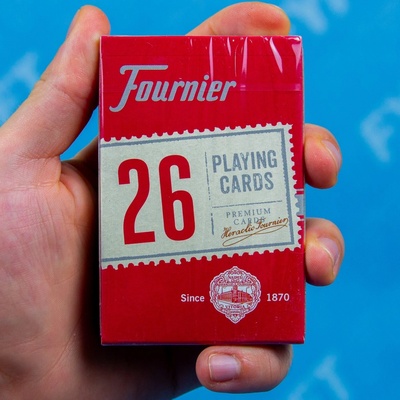 Fournier
26
PLAYING
CARDS
PREMIUM
CARDS
Heraclio Fournier
Since 1870